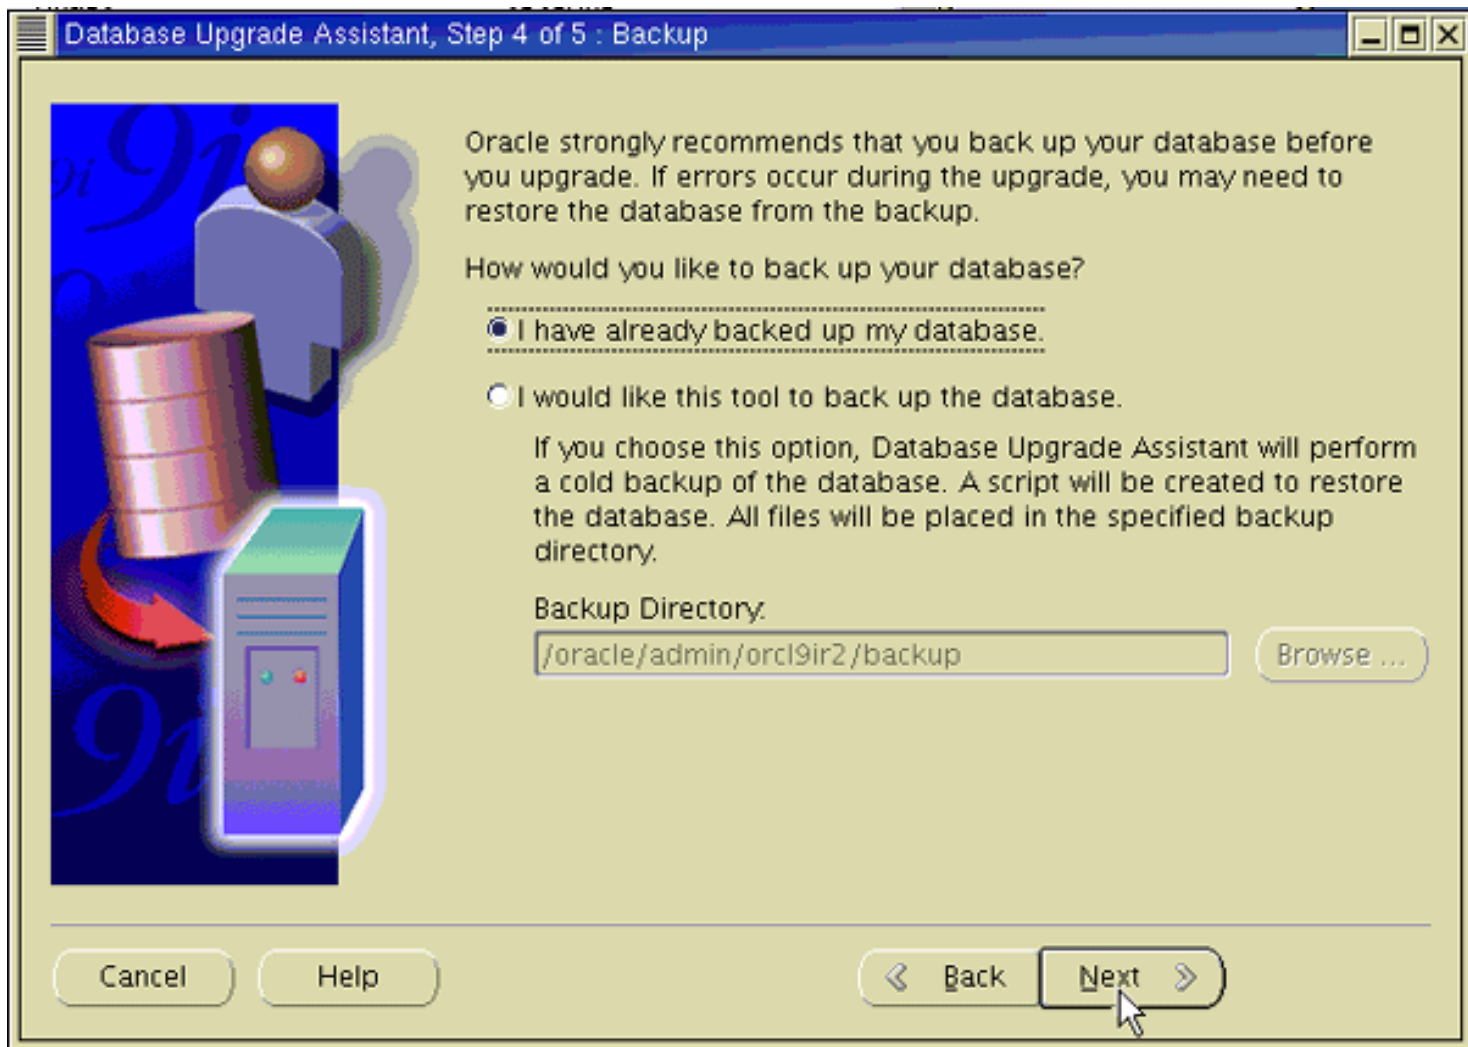 Database Upgrade Assistant, Step 4 of 5 : Backup
9i
9i
Oracle strongly recommends that you back up your database before
you upgrade. If errors occur during the upgrade, you may need to
restore the database from the backup.
How would you like to back up your database?
I have already backed up my database.
I would like this tool to back up the database.
If you choose this option, Database Upgrade Assistant will perform
a cold backup of the database. A script will be created to restore
the database. All files will be placed in the specified backup
directory.
Backup Directory:
/oracle/admin/orcl9ir2/backup
Browse ...
9i
Cancel
Help
Back
Next